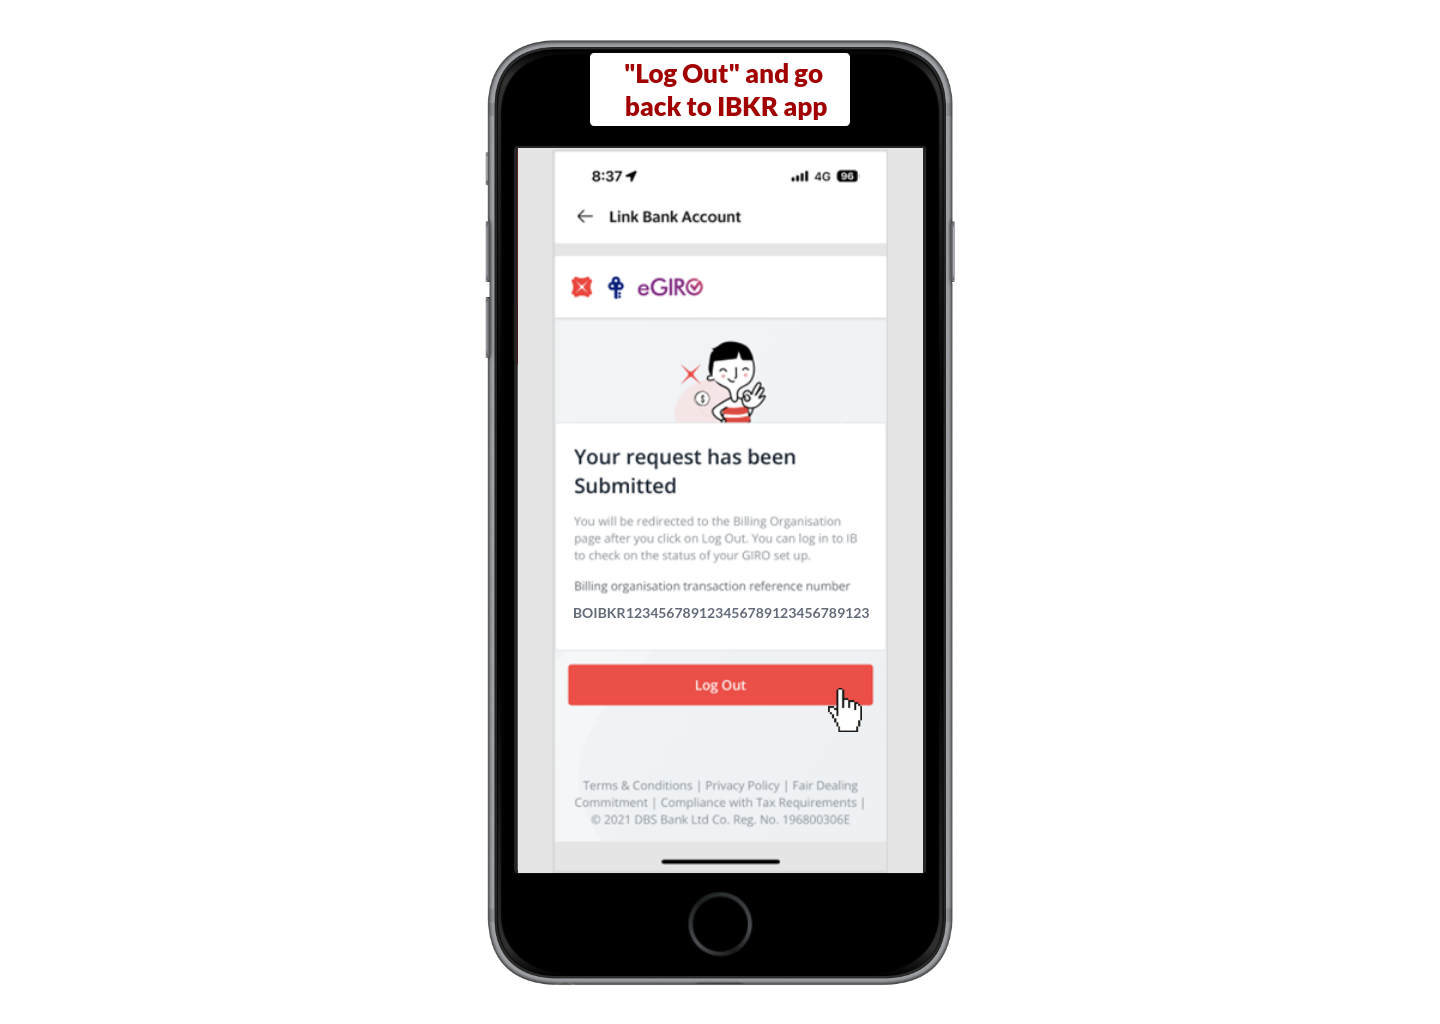 "Log Out" and go
back to IBKR app
8:37
4G 96
Link Bank Account
eGIRO
$
Your request has been
Submitted
You will be redirected to the Billing Organisation
page after you click on Log Out. You can log in to IB
to check on the status of your GIRO set up.
Billing organisation transaction reference number
BOIBKR123456789123456789123456789123
Log Out
Terms & Conditions | Privacy Policy | Fair Dealing
Commitment | Compliance with Tax Requirements |
© 2021 DBS Bank Ltd Co. Reg. No. 196800306E